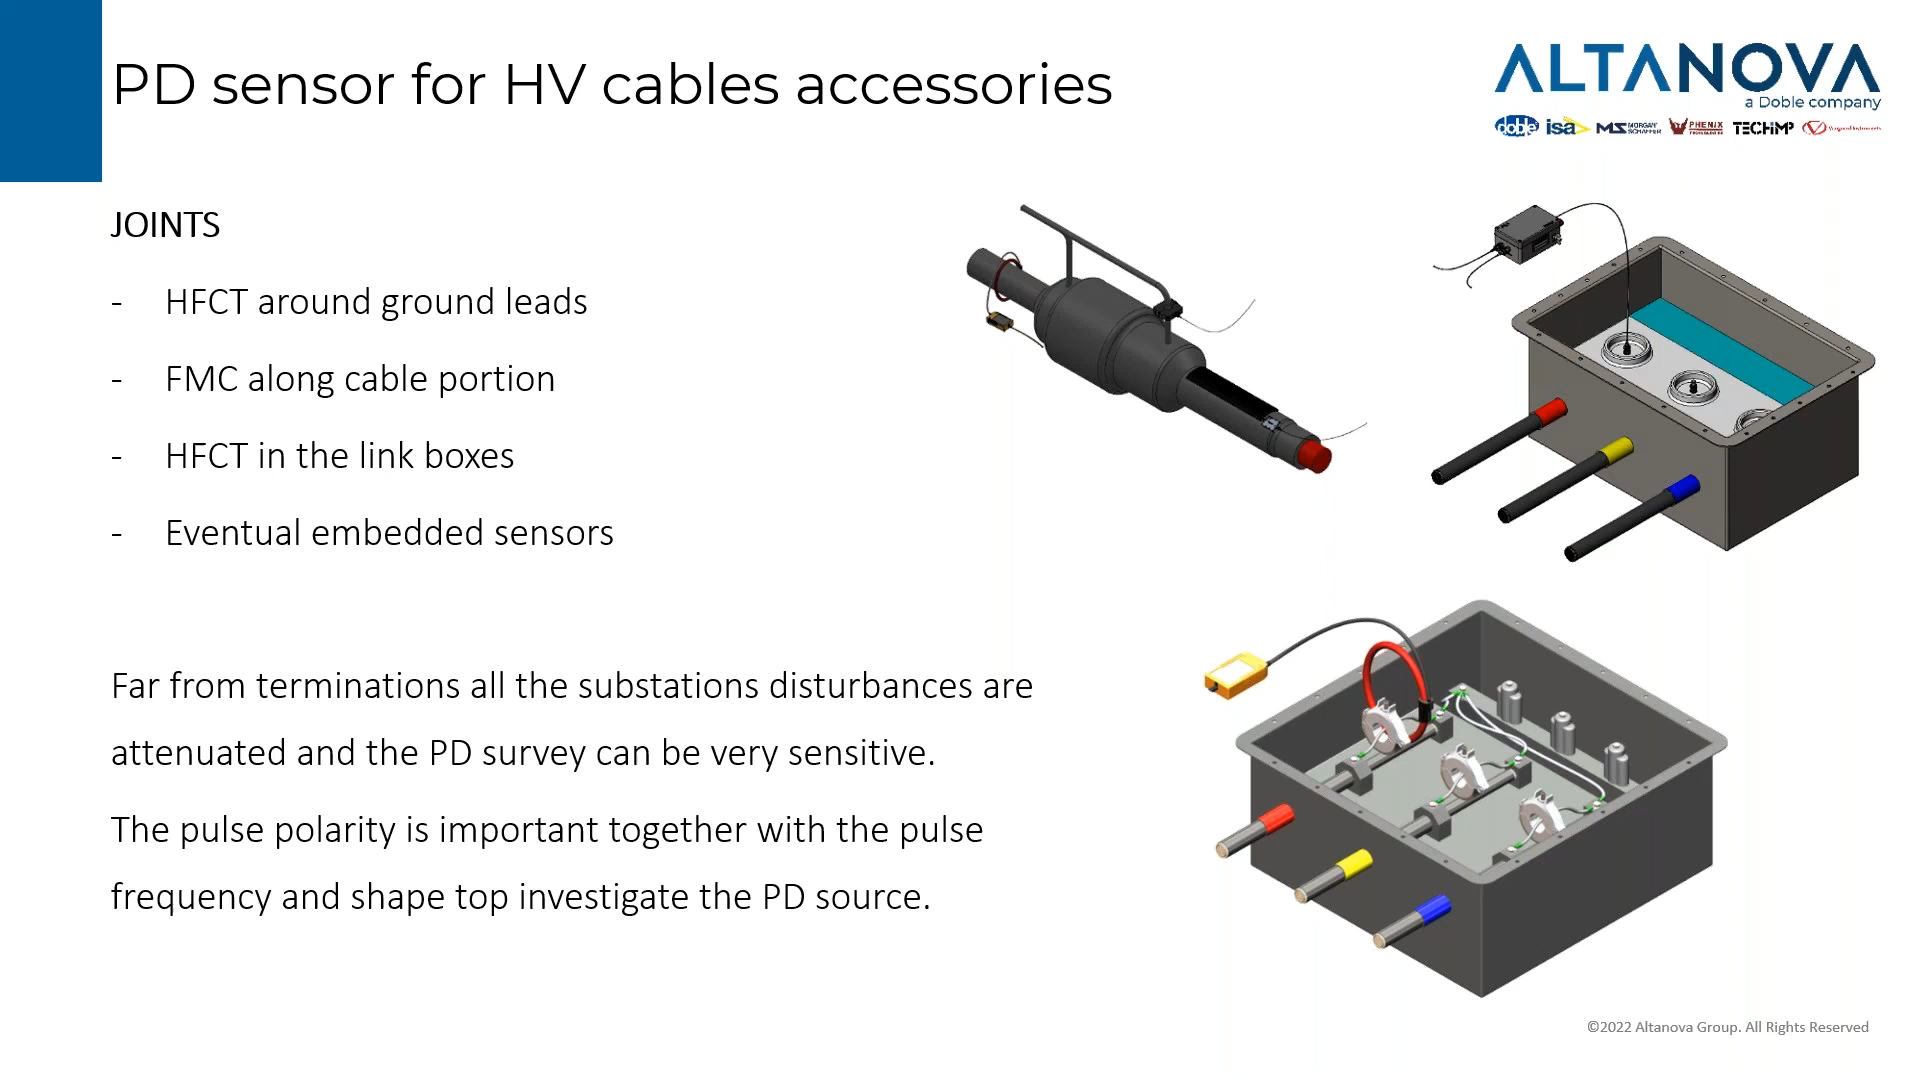 PD sensor for HV cables accessories
ALTANOVA
a Doble company
doble isa MS MORGAN SCHAFFER PHENIX TECHNOLOGIES TECHIMP Vanguard Instruments
JOINTS
- HFCT around ground leads
- FMC along cable portion
- HFCT in the link boxes
- Eventual embedded sensors
Far from terminations all the substations disturbances are
attenuated and the PD survey can be very sensitive.
The pulse polarity is important together with the pulse
frequency and shape top investigate the PD source.
©2022 Altanova Group. All Rights Reserved